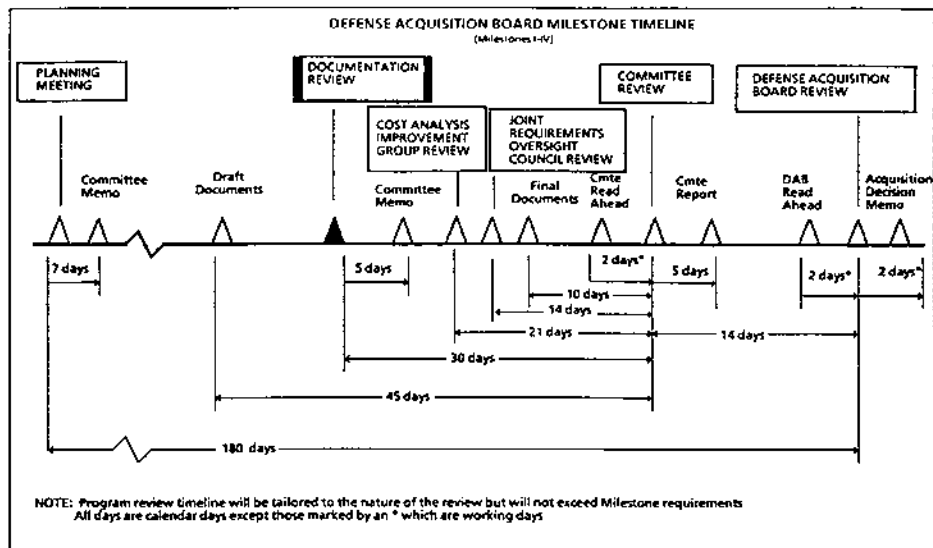 DEFENSE ACQUISITION BOARD MILESTONE TIMELINE
(Milestones I-IV)
PLANNING
MEETING
DOCUMENTATION
REVIEW
COMMITTEE
REVIEW
DEFENSE ACQUISITION
BOARD REVIEW
COST ANALYSIS
IMPROVEMENT
GROUP REVIEW
JOINT
REQUIREMENTS
OVERSIGHT
COUNCIL REVIEW
Committee
Memo
Draft
Documents
Committee
Memo
Final
Documents
Cmte
Read
Ahead
Cmte
Report
DAB
Read
Ahead
Acquisition
Decision
Memo
7 days
5 days
2 days*
5 days
2 days*
2 days*
10 days
14 days
21 days
14 days
30 days
45 days
180 days
NOTE: Program review timeline will be tailored to the nature of the review but will not exceed Milestone requirements
All days are calendar days except those marked by an * which are working days